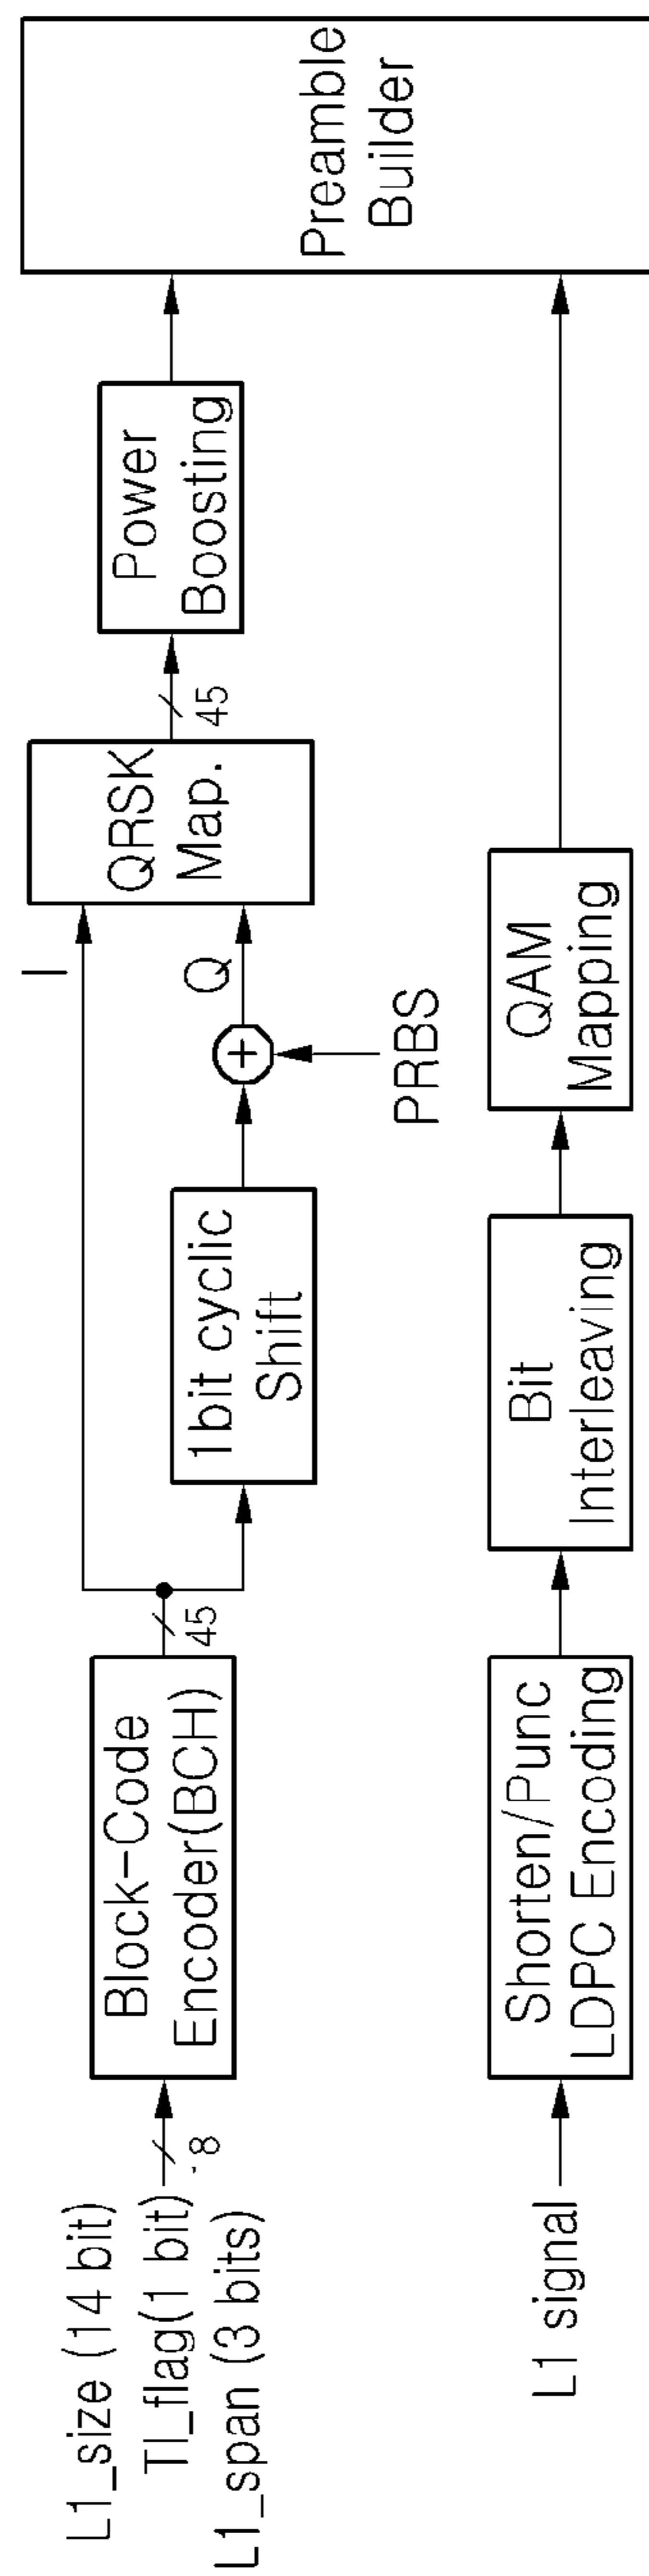 L1_size (14 bit)
TI_flag(1 bit)
L1_span (3 bits)
Block-Code
Encoder(BCH)
45
I
1bit cyclic
Shift
PRBS
Q
QRSK
Map.
45
Power
Boosting
Preamble
Builder
L1 signal
Shorten/Punc
LDPC Encoding
Bit
Interleaving
QAM
Mapping